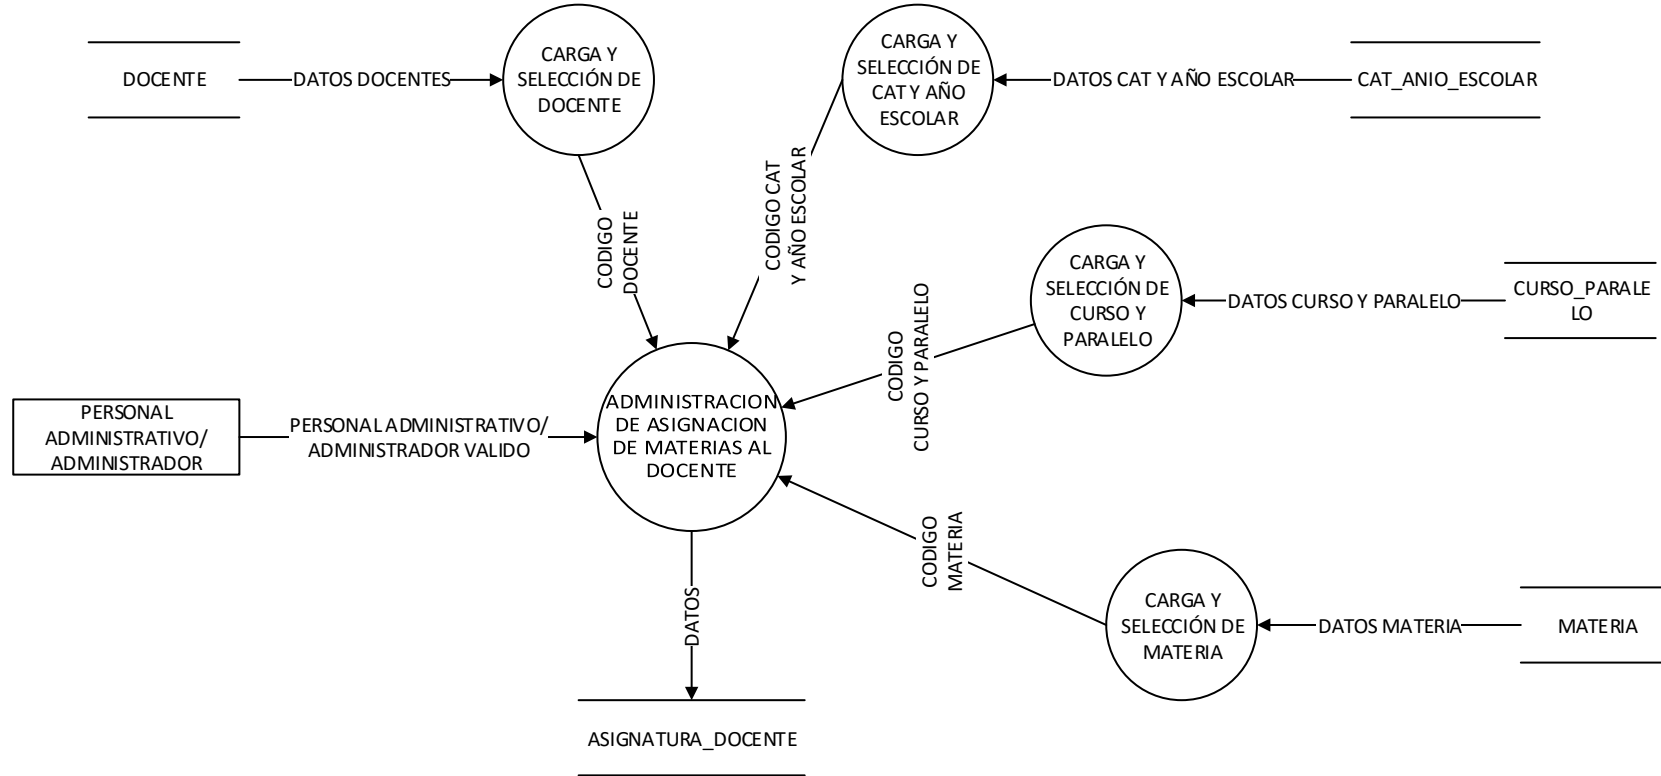 DOCENTE
DATOS DOCENTES
CARGA Y
SELECCIÓN DE
DOCENTE
CARGA Y
SELECCIÓN DE
CAT Y AÑO
ESCOLAR
DATOS CAT Y AÑO ESCOLAR
CAT_ANIO_ESCOLAR
CODIGO
DOCENTE
CODIGO CAT
Y AÑO ESCOLAR
CARGA Y
SELECCIÓN DE
CURSO Y
PARALELO
DATOS CURSO Y PARALELO
CURSO_PARALE
LO
CODIGO
CURSO Y PARALELO
PERSONAL
ADMINISTRATIVO/
ADMINISTRADOR
PERSONAL ADMINISTRATIVO/
ADMINISTRADOR VALIDO
ADMINISTRACION
DE ASIGNACION
DE MATERIAS AL
DOCENTE
CODIGO
MATERIA
CARGA Y
SELECCIÓN DE
MATERIA
DATOS MATERIA
MATERIA
DATOS
ASIGNATURA_DOCENTE